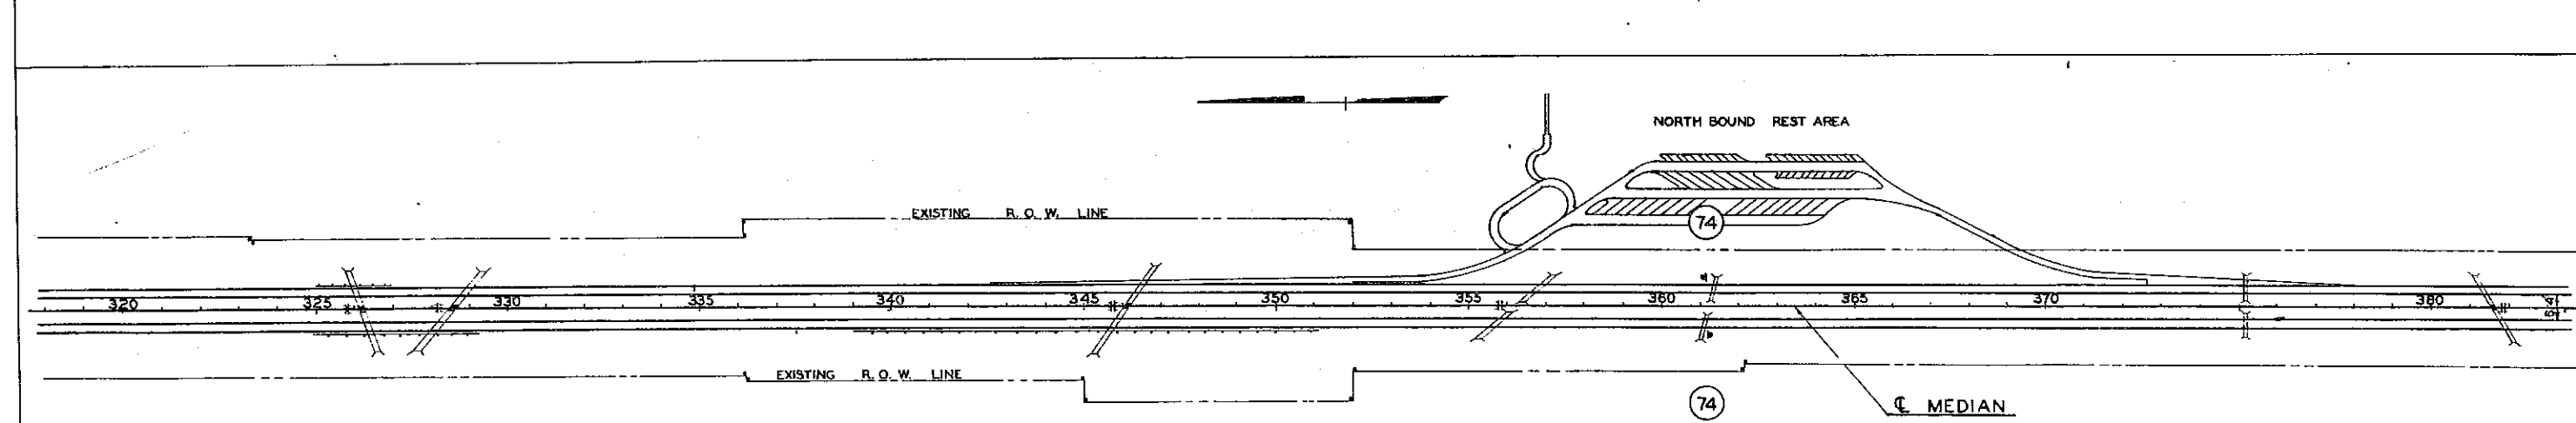 NORTH BOUND REST AREA
EXISTING R. O. W. LINE
74
320 325 330 335 340 345 350 355 360 365 370 380
54
EXISTING R. O. W. LINE
74
℄ MEDIAN